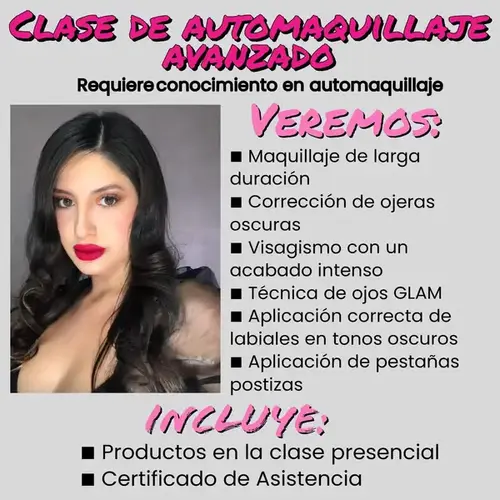 CLASE DE AUTOMAQUILLAJE
AVANZADO
Requiere conocimiento en automaquillaje
VEREMOS:
■ Maquillaje de larga
duración
■ Corrección de ojeras
oscuras
■ Visagismo con un
acabado intenso
■ Técnica de ojos GLAM
■ Aplicación correcta de
labiales en tonos oscuros
■ Aplicación de pestañas
postizas
INCLUYE:
■ Productos en la clase presencial
■ Certificado de Asistencia